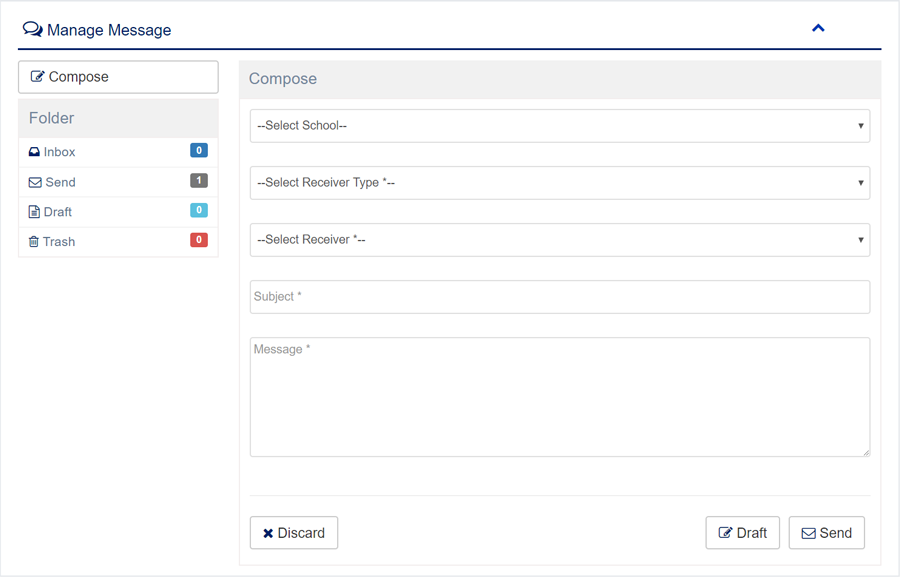 Manage Message
Compose
Folder
Inbox 0
Send 1
Draft 0
Trash 0
Compose
--Select School--
--Select Receiver Type *--
--Select Receiver *--
Subject *
Message *
Discard
Draft
Send